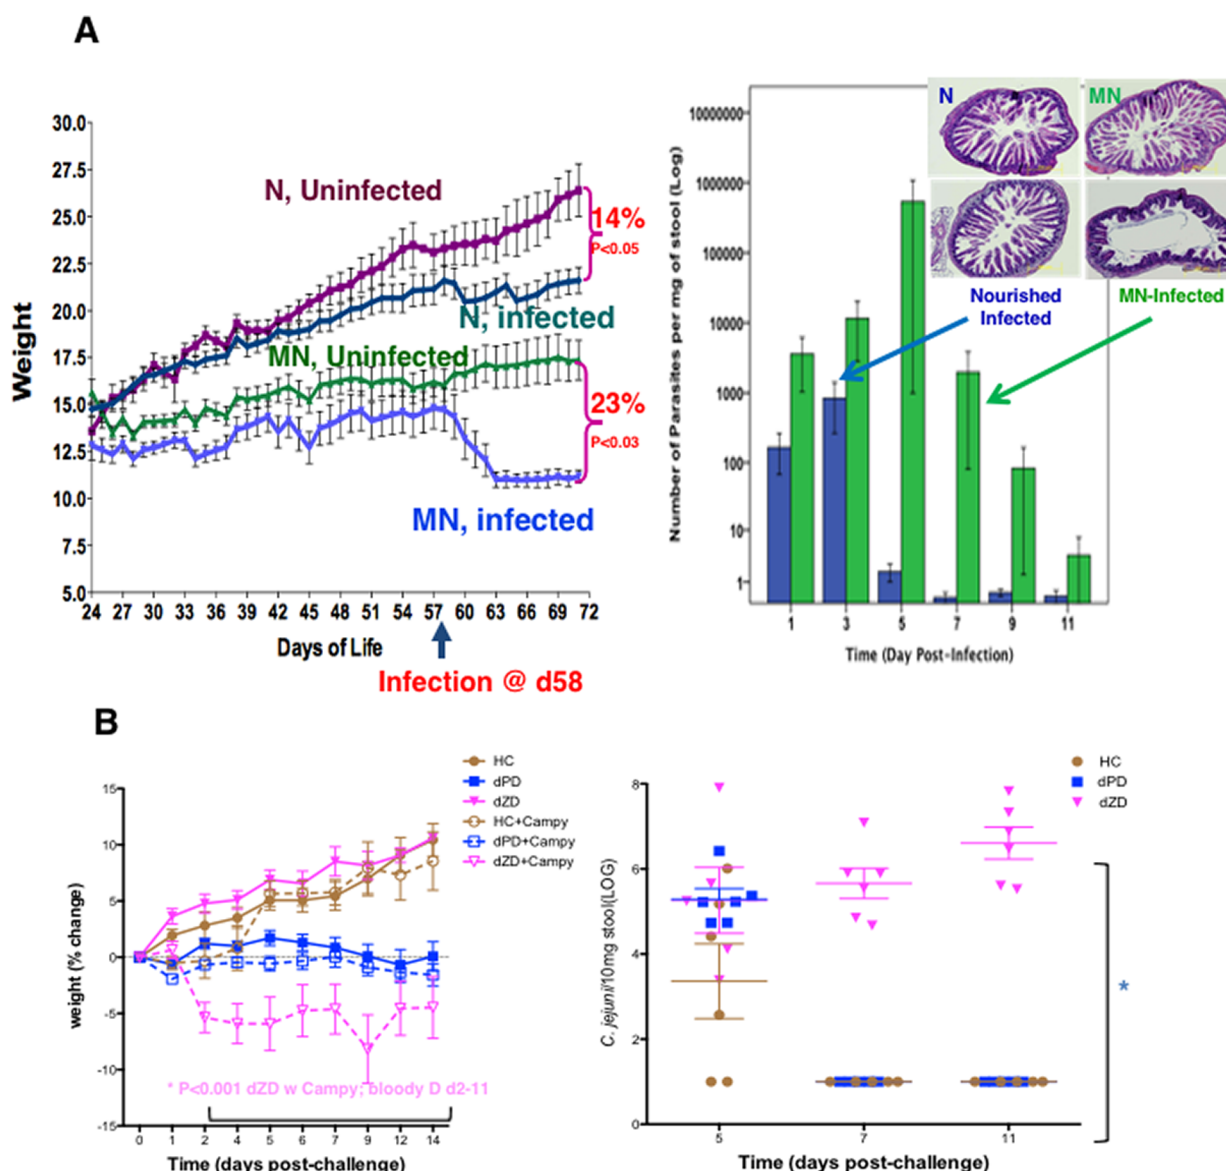 A
30.0
27.5
25.0
22.5
20.0
17.5
15.0
12.5
10.0
7.5
5.0
Weight
24 27 30 33 36 39 42 45 48 51 54 57 60 63 66 69 72
Days of Life
N, Uninfected
N, infected
MN, Uninfected
MN, infected
14%
P<0.05
23%
P<0.03
Infection @ d58
Number of Parasites per mg of stool (Log)
10000000
1000000
100000
10000
1000
100
10
1
1 3 5 7 9 11
Time (Day Post-Infection)
N
MN
Nourished
Infected
MN-Infected
B
15
10
5
0
-5
-10
-15
weight (% change)
0 1 2 4 5 6 7 9 12 14
Time (days post-challenge)
* P<0.001 dZD w Campy; bloody D d2-11
HC
dPD
dZD
HC+Campy
dPD+Campy
dZD+Campy
C. jejuni/10mg stool(LOG)
8
6
4
2
0
5 7 11
Time (days post-challenge)
HC
dPD
dZD
*